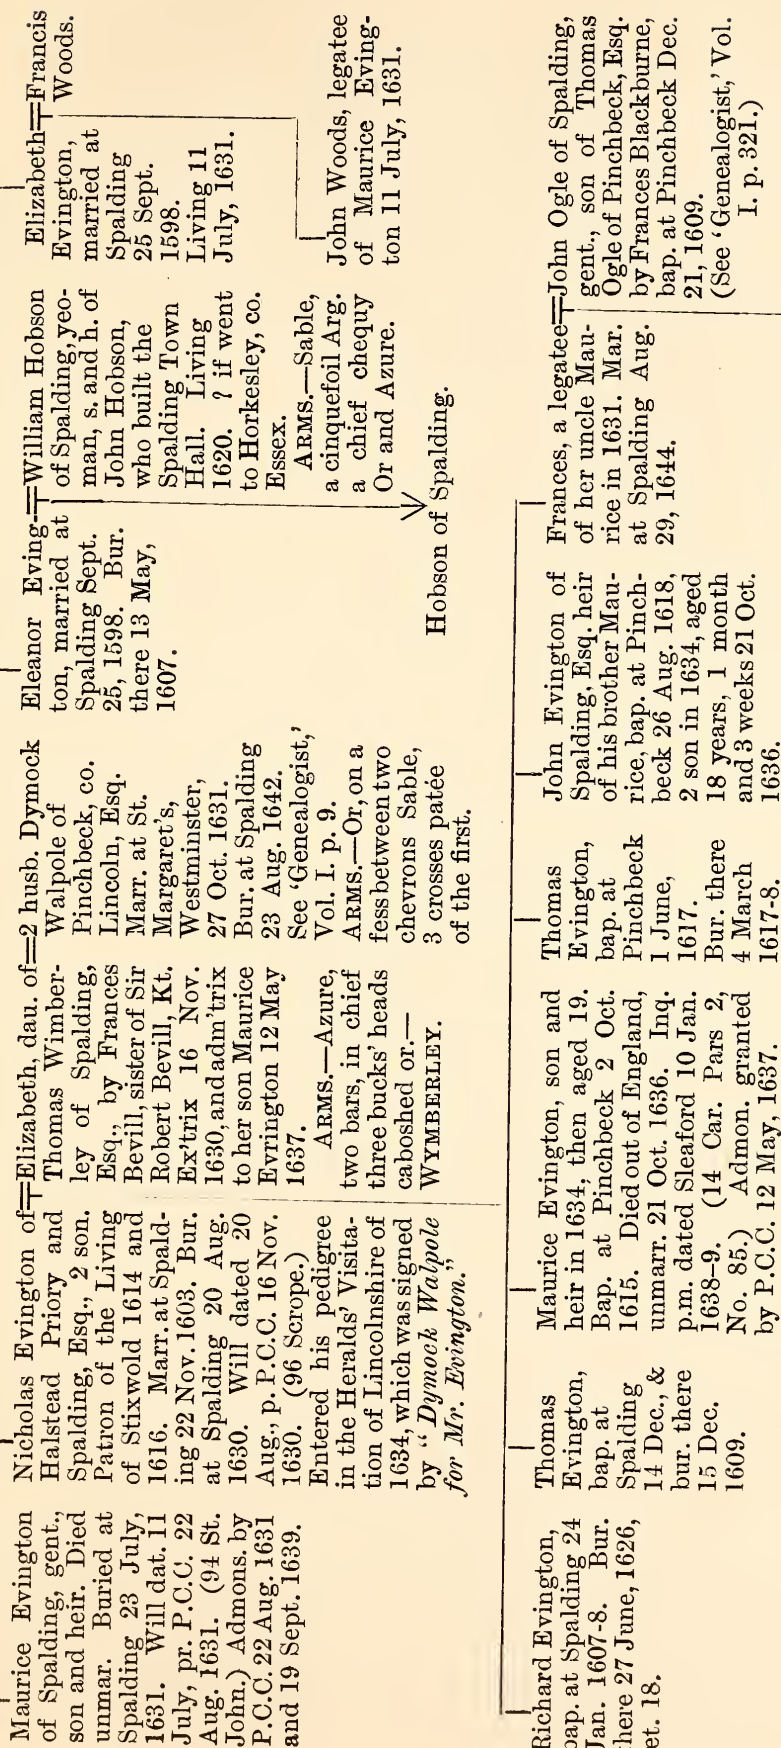 Maurice Evington
of Spalding, gent.,
son and heir. Died
unmar. Buried at
Spalding 23 July,
1631. Will dat. 11
July, pr. P.C.C. 22
Aug. 1631. (94 St.
John.) Admons. by
P.C.C. 22 Aug. 1631
and 19 Sept. 1639.
Nicholas Evington of
Halstead Priory and
Spalding, Esq., 2 son.
Patron of the Living
of Stixwold 1614 and
1616. Marr. at Spald-
ing 22 Nov. 1603. Bur.
at Spalding 20 Aug.
1630. Will dated 20
Aug., p. P.C.C. 16 Nov.
1630. (96 Scrope.)
Entered his pedigree
in the Heralds' Visita-
tion of Lincolnshire of
1634, which was signed
by "Dymock Walpole
for Mr. Evington."
Elizabeth, dau. of
Thomas Wimber-
ley of Spalding,
Esq., by Frances
Bevill, sister of Sir
Robert Bevill, Kt.
Ex'trix 16 Nov.
1630, and adm'trix
to her son Maurice
Evrington 12 May
1637.
ARMS.—Azure,
two bars, in chief
three bucks' heads
caboshed or.—
WYMBERLEY.
2 husb. Dymock
Walpole of
Pinchbeck, co.
Lincoln, Esq.
Marr. at St.
Margaret's,
Westminster,
27 Oct. 1631.
Bur. at Spalding
23 Aug. 1642.
See 'Genealogist,'
Vol. I. p. 9.
ARMS.—Or, on a
fess between two
chevrons Sable,
3 crosses patée
of the first.
Eleanor Eving-
ton, married at
Spalding Sept.
25, 1598. Bur.
there 13 May,
1607.
William Hobson
of Spalding, yeo-
man, s. and h. of
John Hobson,
who built the
Spalding Town
Hall. Living
1620. ? if went
to Horkesley, co.
Essex.
ARMS.—Sable,
a cinquefoil Arg.
a chief chequy
Or and Azure.
Hobson of Spalding.
Elizabeth
Evington,
married at
Spalding
25 Sept.
1598.
Living 11
July, 1631.
Francis
Woods.
John Woods, legatee
of Maurice Eving-
ton 11 July, 1631.
Richard Evington,
bap. at Spalding 24
Jan. 1607-8. Bur.
there 27 June, 1626,
et. 18.
Thomas
Evington,
bap. at
Spalding
14 Dec., &
bur. there
15 Dec.
1609.
Maurice Evington, son and
heir in 1634, then aged 19.
Bap. at Pinchbeck 2 Oct.
1615. Died out of England,
unmarr. 21 Oct. 1636. Inq.
p.m. dated Sleaford 10 Jan.
1638-9. (14 Car. Pars 2,
No. 85.) Admon. granted
by P.C.C. 12 May, 1637.
Thomas
Evington,
bap. at
Pinchbeck
1 June,
1617.
Bur. there
4 March
1617-8.
John Evington of
Spalding, Esq. heir
of his brother Mau-
rice, bap. at Pinch-
beck 26 Aug. 1618,
2 son in 1634, aged
18 years, 1 month
and 3 weeks 21 Oct.
1636.
Frances, a legatee
of her uncle Mau-
rice in 1631. Mar.
at Spalding Aug.
29, 1644.
John Ogle of Spalding,
gent., son of Thomas
Ogle of Pinchbeck, Esq.
by Frances Blackburne,
bap. at Pinchbeck Dec.
21, 1609.
(See 'Genealogist,' Vol.
I. p. 321.)